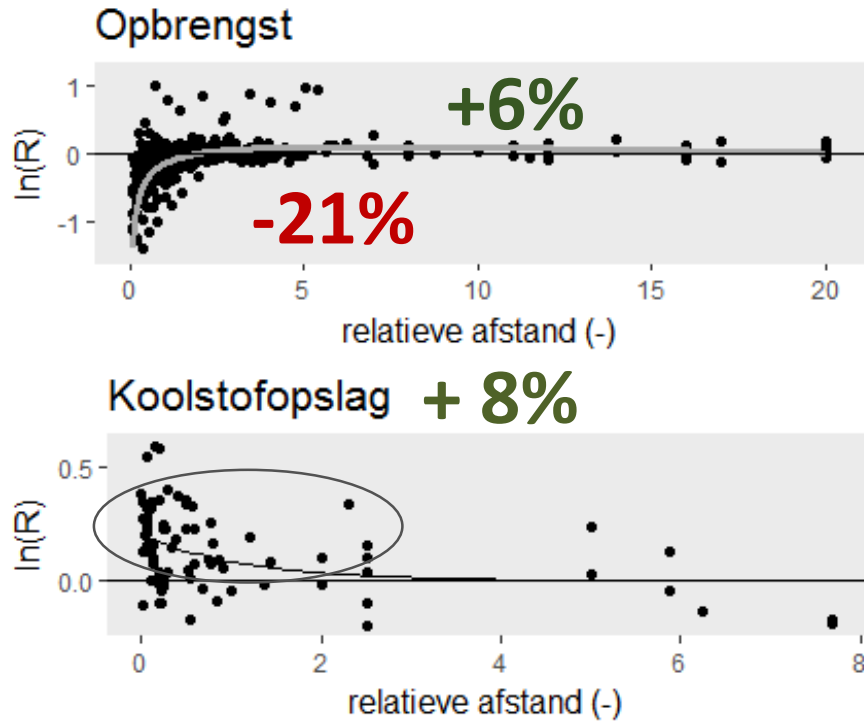 Opbrengst
+6%
-21%
1
0
-1
ln(R)
0 5 10 15 20
relatieve afstand (-)
Koolstofopslag + 8%
0.5
0.0
ln(R)
0 2 4 6 8
relatieve afstand (-)